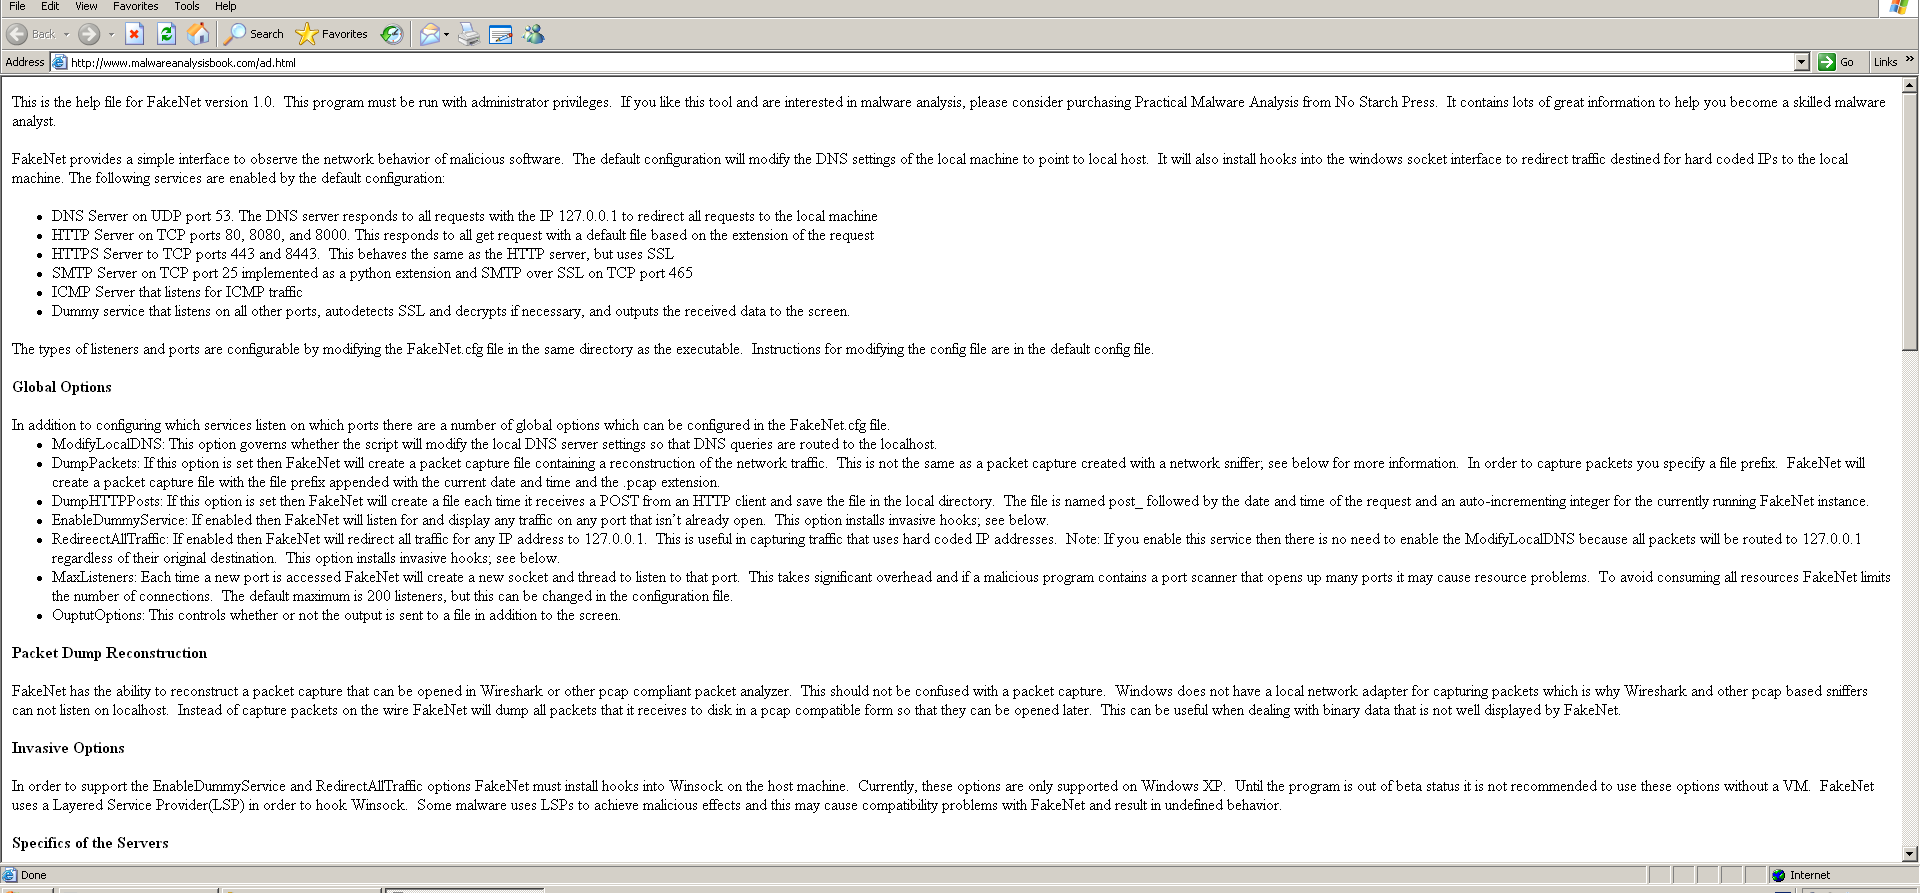 File Edit View Favorites Tools Help
Back Search Favorites
Address http://www.malwareanalysisbook.com/ad.html Go Links »
This is the help file for FakeNet version 1.0. This program must be run with administrator privileges. If you like this tool and are interested in malware analysis, please consider purchasing Practical Malware Analysis from No Starch Press. It contains lots of great information to help you become a skilled malware
analyst.
FakeNet provides a simple interface to observe the network behavior of malicious software. The default configuration will modify the DNS settings of the local machine to point to local host. It will also install hooks into the windows socket interface to redirect traffic destined for hard coded IPs to the local
machine. The following services are enabled by the default configuration:
• DNS Server on UDP port 53. The DNS server responds to all requests with the IP 127.0.0.1 to redirect all requests to the local machine
• HTTP Server on TCP ports 80, 8080, and 8000. This responds to all get request with a default file based on the extension of the request
• HTTPS Server to TCP ports 443 and 8443. This behaves the same as the HTTP server, but uses SSL
• SMTP Server on TCP port 25 implemented as a python extension and SMTP over SSL on TCP port 465
• ICMP Server that listens for ICMP traffic
• Dummy service that listens on all other ports, autodetects SSL and decrypts if necessary, and outputs the received data to the screen.
The types of listeners and ports are configurable by modifying the FakeNet.cfg file in the same directory as the executable. Instructions for modifying the config file are in the default config file.
Global Options
In addition to configuring which services listen on which ports there are a number of global options which can be configured in the FakeNet.cfg file.
• ModifyLocalDNS: This option governs whether the script will modify the local DNS server settings so that DNS queries are routed to the localhost.
• DumpPackets: If this option is set then FakeNet will create a packet capture file containing a reconstruction of the network traffic. This is not the same as a packet capture created with a network sniffer; see below for more information. In order to capture packets you specify a file prefix. FakeNet will
create a packet capture file with the file prefix appended with the current date and time and the .pcap extension.
• DumpHTTPPosts: If this option is set then FakeNet will create a file each time it receives a POST from an HTTP client and save the file in the local directory. The file is named post_ followed by the date and time of the request and an auto-incrementing integer for the currently running FakeNet instance.
• EnableDummyService: If enabled then FakeNet will listen for and display any traffic on any port that isn't already open. This option installs invasive hooks; see below.
• RedireectAllTraffic: If enabled then FakeNet will redirect all traffic for any IP address to 127.0.0.1. This is useful in capturing traffic that uses hard coded IP addresses. Note: If you enable this service then there is no need to enable the ModifyLocalDNS because all packets will be routed to 127.0.0.1
regardless of their original destination. This option installs invasive hooks; see below.
• MaxListeners: Each time a new port is accessed FakeNet will create a new socket and thread to listen to that port. This takes significant overhead and if a malicious program contains a port scanner that opens up many ports it may cause resource problems. To avoid consuming all resources FakeNet limits
the number of connections. The default maximum is 200 listeners, but this can be changed in the configuration file.
• OuptutOptions: This controls whether or not the output is sent to a file in addition to the screen.
Packet Dump Reconstruction
FakeNet has the ability to reconstruct a packet capture that can be opened in Wireshark or other pcap compliant packet analyzer. This should not be confused with a packet capture. Windows does not have a local network adapter for capturing packets which is why Wireshark and other pcap based sniffers
can not listen on localhost. Instead of capture packets on the wire FakeNet will dump all packets that it receives to disk in a pcap compatible form so that they can be opened later. This can be useful when dealing with binary data that is not well displayed by FakeNet.
Invasive Options
In order to support the EnableDummyService and RedirectAllTraffic options FakeNet must install hooks into Winsock on the host machine. Currently, these options are only supported on Windows XP. Until the program is out of beta status it is not recommended to use these options without a VM. FakeNet
uses a Layered Service Provider(LSP) in order to hook Winsock. Some malware uses LSPs to achieve malicious effects and this may cause compatibility problems with FakeNet and result in undefined behavior.
Specifics of the Servers
Done Internet